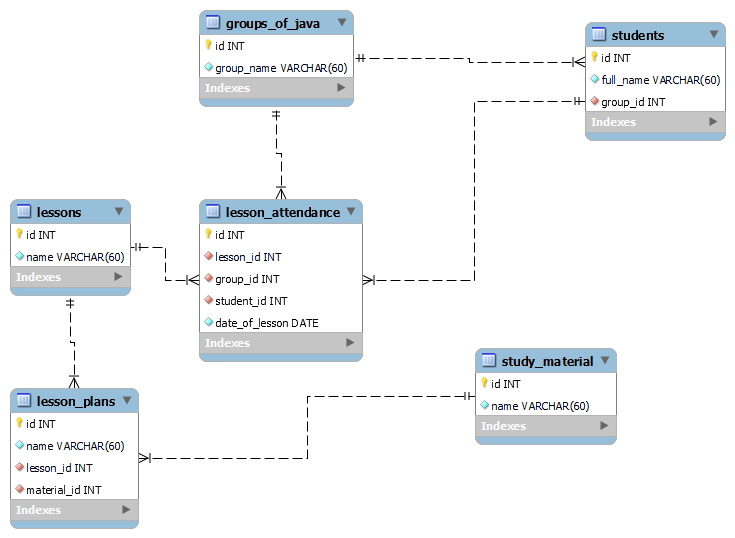 groups_of_java
id INT
group_name VARCHAR(60)
Indexes
students
id INT
full_name VARCHAR(60)
group_id INT
Indexes
lessons
id INT
name VARCHAR(60)
Indexes
lesson_attendance
id INT
lesson_id INT
group_id INT
student_id INT
date_of_lesson DATE
Indexes
study_material
id INT
name VARCHAR(60)
Indexes
lesson_plans
id INT
name VARCHAR(60)
lesson_id INT
material_id INT
Indexes